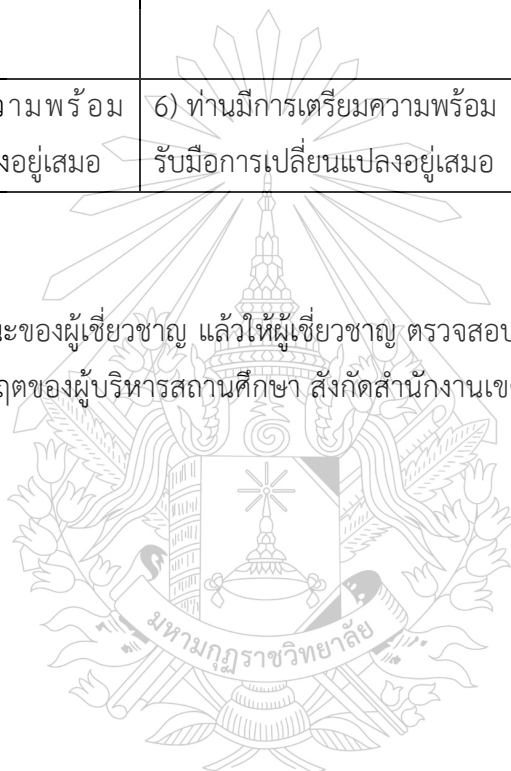 วามพร้อม 6) ท่านมีการเตรียมความพร้อม
งอยู่เสมอ รับมือการเปลี่ยนแปลงอยู่เสมอ
นะของผู้เชี่ยวชาญ แล้วให้ผู้เชี่ยวชาญ ตรวจสอบ
ฤตของผู้บริหารสถานศึกษา สังกัดสำนักงานเขต
มหามกุฏราชวิทยาลัย